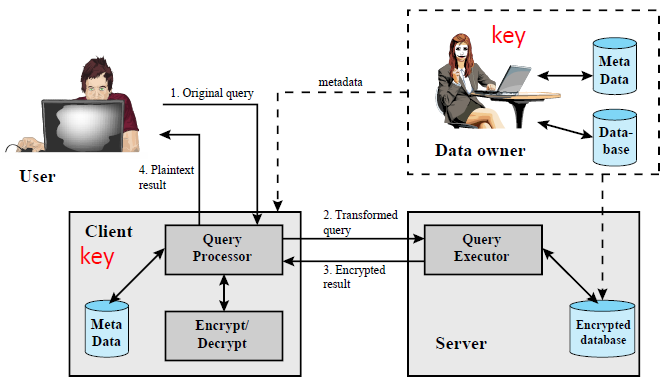 key
Meta
Data
Data-
base
Data owner
metadata
1. Original query
4. Plaintext
result
User
Client
key
Query
Processor
2. Transformed
query
3. Encrypted
result
Query
Executor
Meta
Data
Encrypt/
Decrypt
Server
Encrypted
database